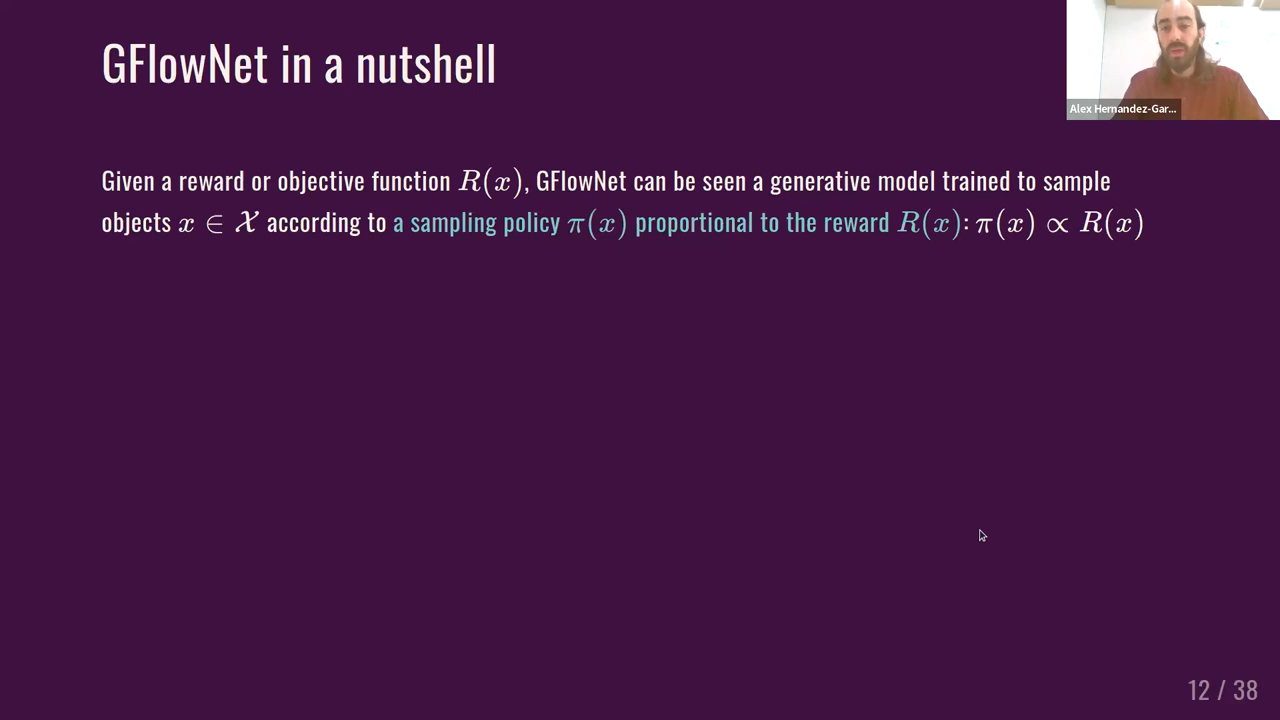 GFlowNet in a nutshell
Alex Hernandez-Gar...
Given a reward or objective function R(x), GFlowNet can be seen a generative model trained to sample
objects x ∈ 𝒳 according to a sampling policy π(x) proportional to the reward R(x): π(x) ∝ R(x)
12 / 38